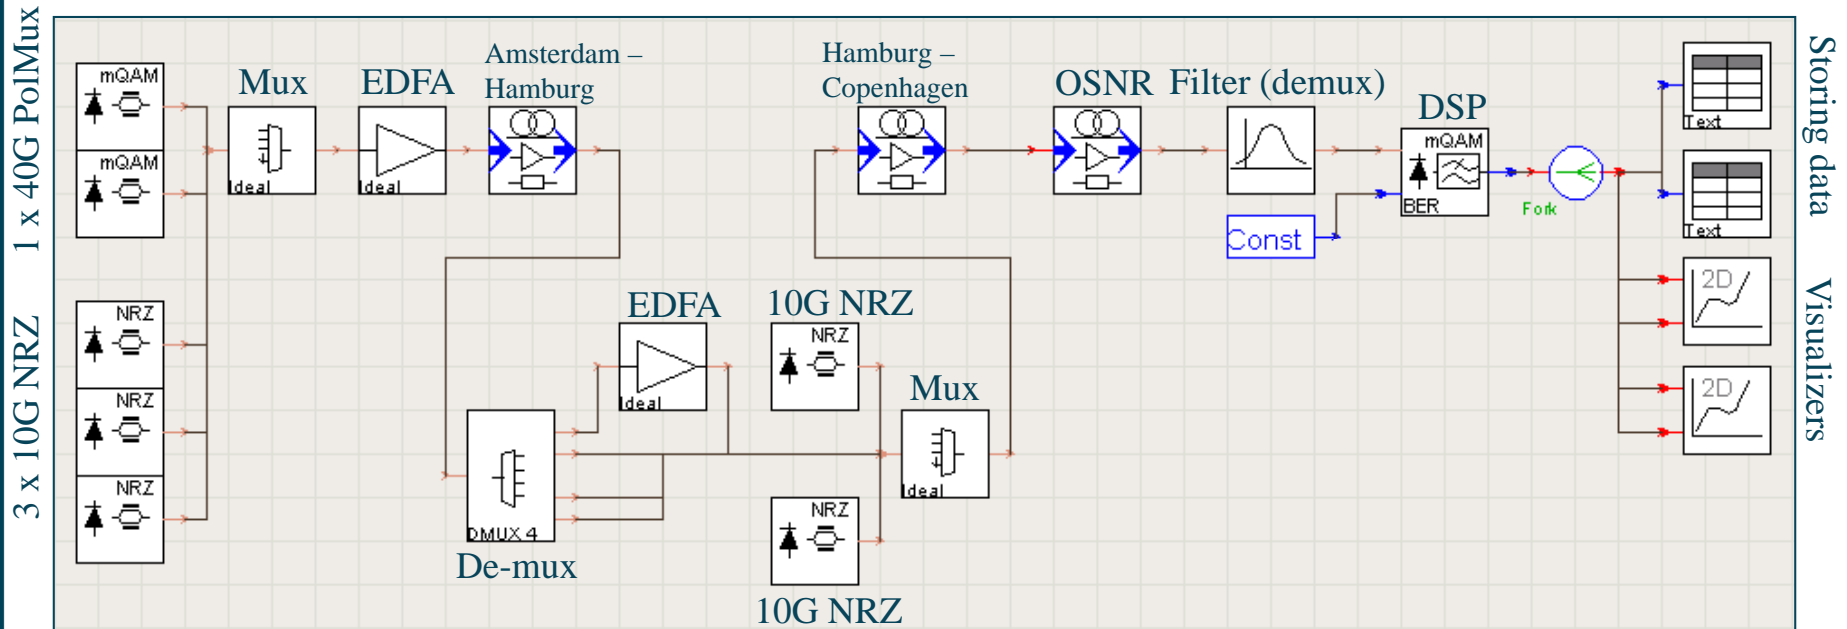 1 x 40G PolMux
3 x 10G NRZ
mQAM
mQAM
NRZ
NRZ
NRZ
Mux
Ideal
EDFA
Ideal
Amsterdam –
Hamburg
De-mux
DMUX 4
EDFA
Ideal
10G NRZ
NRZ
NRZ
10G NRZ
Mux
Ideal
Hamburg –
Copenhagen
OSNR
Filter (demux)
Const
DSP
mQAM
BER
Fork
Text
Text
2D
2D
Storing data
Visualizers